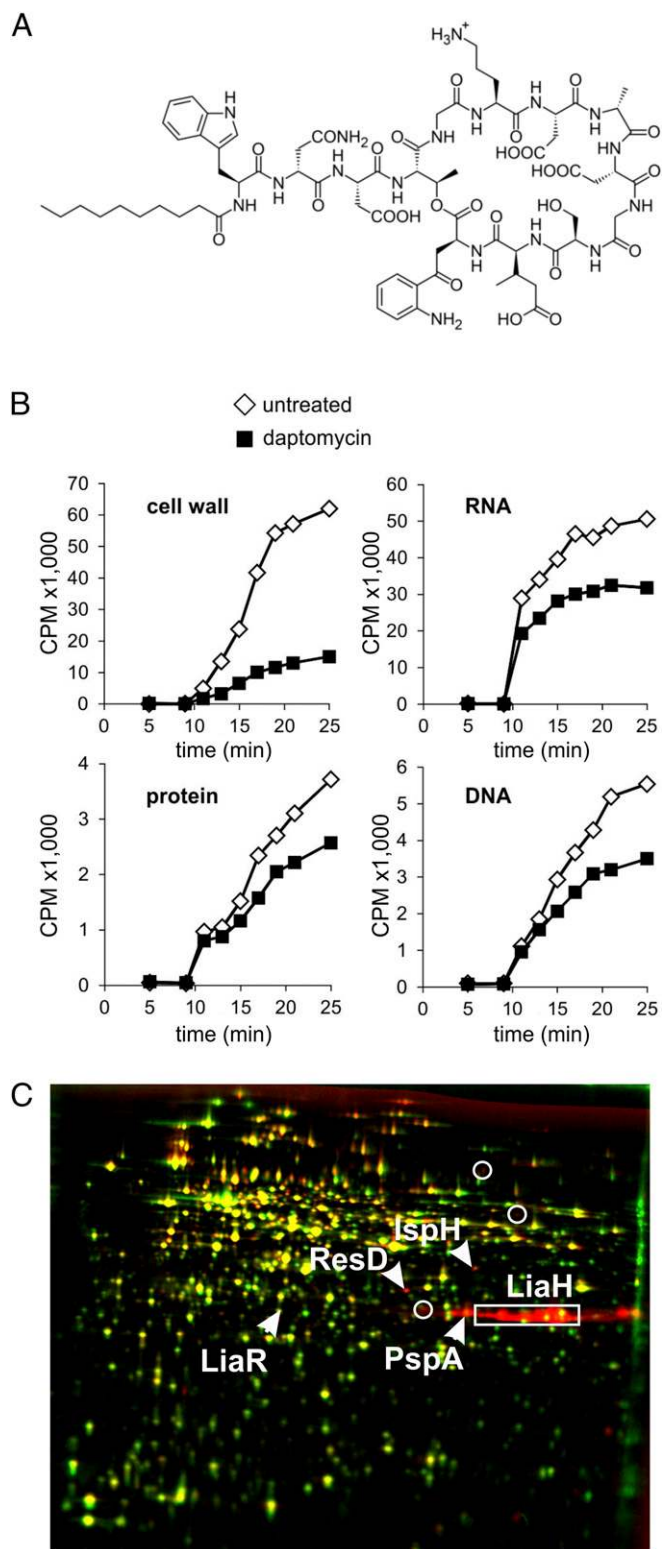 A
H₃N⁺
O
H
N
O
H
N
O
H
N
O
H
N
O
CONH₂
O
NH
HOOC
NH
O
O
H
N
O
H
N
HOOC
O
N
H
O
N
H
O
COOH
O
O
HO
NH
O
N
H
O
H
N
O
N
H
O
NH₂
HO
O
B
untreated
daptomycin
70
60
50
40
30
20
10
0
CPM x1,000
cell wall
0 5 10 15 20 25
time (min)
60
50
40
30
20
10
0
CPM x1,000
RNA
0 5 10 15 20 25
time (min)
4
3
2
1
0
CPM x1,000
protein
0 5 10 15 20 25
time (min)
6
5
4
3
2
1
0
CPM x1,000
DNA
0 5 10 15 20 25
time (min)
C
IspH
ResD
LiaH
LiaR
PspA